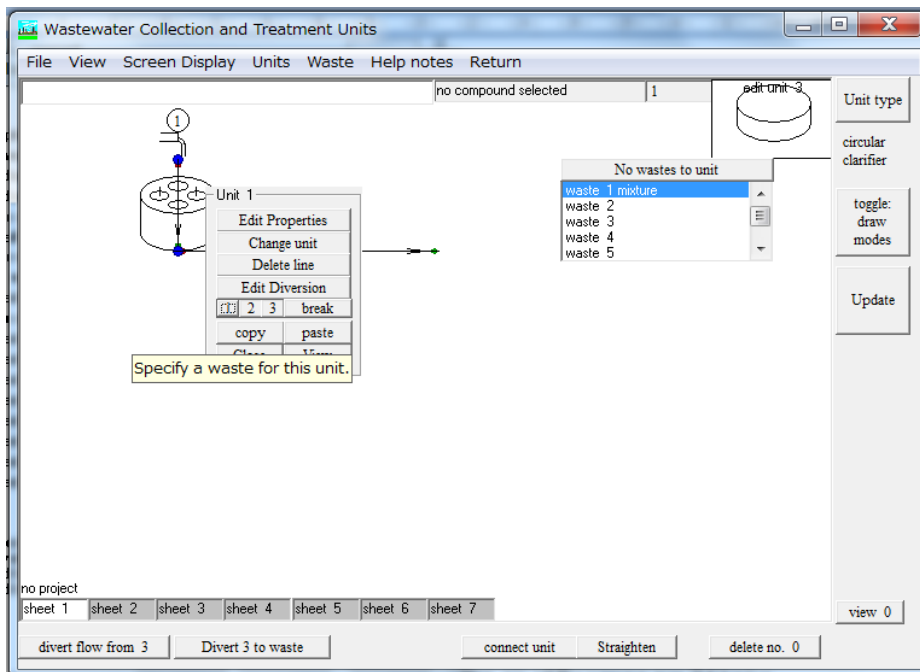 Wastewater Collection and Treatment Units
File View Screen Display Units Waste Help notes Return
no compound selected 1
edit unit 3
Unit type
circular
clarifier
toggle:
draw
modes
Update
1
No wastes to unit
waste 1 mixture
waste 2
waste 3
waste 4
waste 5
Unit 1
Edit Properties
Change unit
Delete line
Edit Diversion
2 3 break
copy paste
Close View
Specify a waste for this unit.
no project
sheet 1 sheet 2 sheet 3 sheet 4 sheet 5 sheet 6 sheet 7
view 0
divert flow from 3 Divert 3 to waste connect unit Straighten delete no. 0